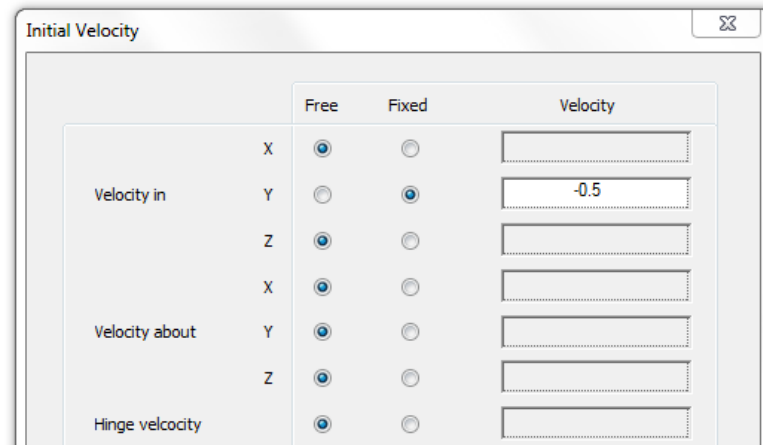 Initial Velocity
Free Fixed Velocity
X
Velocity in Y -0.5
Z
X
Velocity about Y
Z
Hinge velcocity